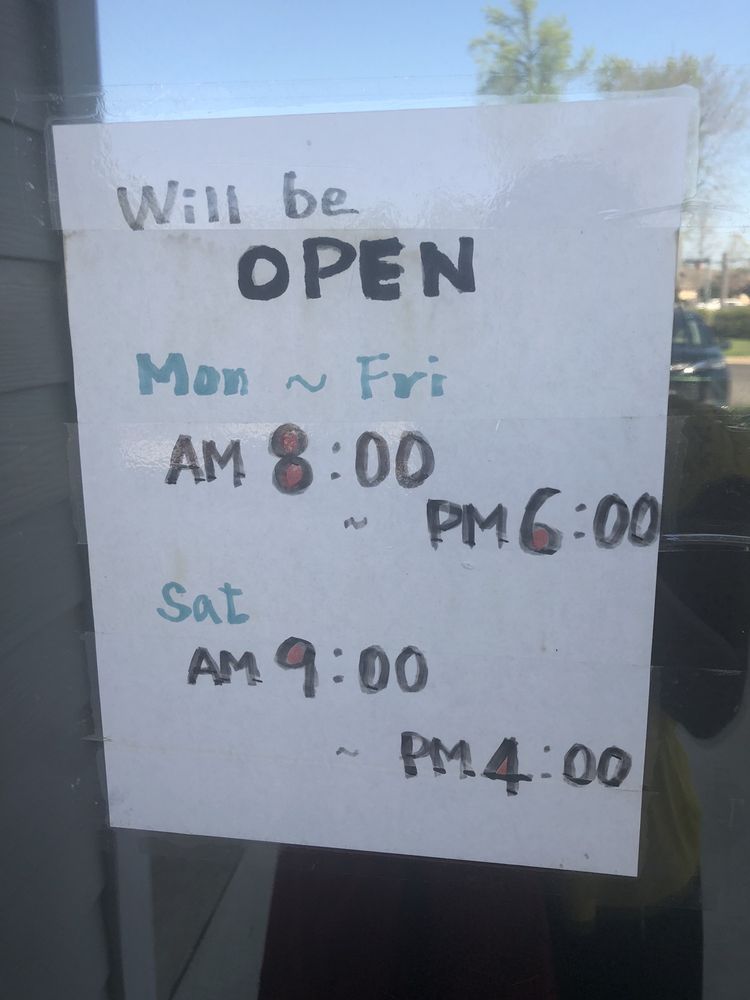 Will be
OPEN
Mon ~ Fri
AM 8:00
~ PM 6:00
Sat
AM 9:00
~ PM 4:00